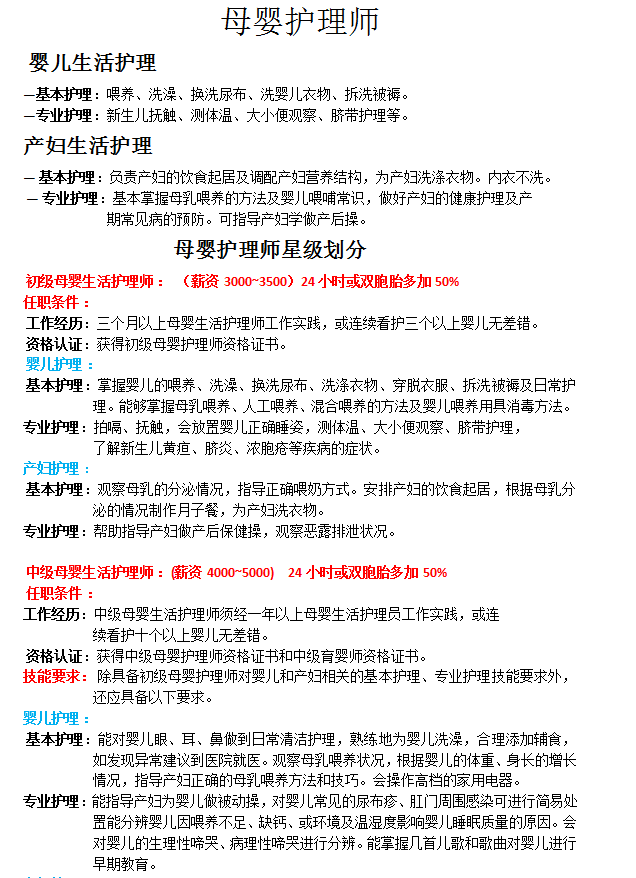 母婴护理师
婴儿生活护理
—基本护理：喂养、洗澡、换洗尿布、洗婴儿衣物、拆洗被褥。
—专业护理：新生儿抚触、测体温、大小便观察、脐带护理等。
产妇生活护理
— 基本护理：负责产妇的饮食起居及调配产妇营养结构，为产妇洗涤衣物。内衣不洗。
— 专业护理：基本掌握母乳喂养的方法及婴儿喂哺常识，做好产妇的健康护理及产
期常见病的预防。可指导产妇学做产后操。
母婴护理师星级划分
初级母婴生活护理师：（薪资 3000~3500）24 小时或双胞胎多加 50%
任职条件：
工作经历：三个月以上母婴生活护理师工作实践，或连续看护三个以上婴儿无差错。
资格认证：获得初级母婴护理师资格证书。
婴儿护理：
基本护理：掌握婴儿的喂养、洗澡、换洗尿布、洗涤衣物、穿脱衣服、拆洗被褥及日常护
理。能够掌握母乳喂养、人工喂养、混合喂养的方法及婴儿喂养用具消毒方法。
专业护理：拍嗝、抚触，会放置婴儿正确睡姿，测体温、大小便观察、脐带护理，
了解新生儿黄疸、脐炎、浓胞疮等疾病的症状。
产妇护理：
基本护理：观察母乳的分泌情况，指导正确喂奶方式。安排产妇的饮食起居，根据母乳分
泌的情况制作月子餐，为产妇洗衣物。
专业护理：帮助指导产妇做产后保健操，观察恶露排泄状况。
中级母婴生活护理师：(薪资 4000~5000) 24 小时或双胞胎多加 50%
任职条件：
工作经历：中级母婴生活护理师须经一年以上母婴生活护理员工作实践，或连
续看护十个以上婴儿无差错。
资格认证：获得中级母婴护理师资格证书和中级育婴师资格证书。
技能要求：除具备初级母婴护理师对婴儿和产妇相关的基本护理、专业护理技能要求外，
还应具备以下要求。
婴儿护理：
基本护理：能对婴儿眼、耳、鼻做到日常清洁护理，熟练地为婴儿洗澡，合理添加辅食，
如发现异常建议到医院就医。观察母乳喂养状况，根据婴儿的体重、身长的增长
情况，指导产妇正确的母乳喂养方法和技巧。会操作高档的家用电器。
专业护理：能指导产妇为婴儿做被动操，对婴儿常见的尿布疹、肛门周围感染可进行简易处
置能分辨婴儿因喂养不足、缺钙、或环境及温湿度影响婴儿睡眠质量的原因。会
对婴儿的生理性啼哭、病理性啼哭进行分辨。能掌握几首儿歌和歌曲对婴儿进行
早期教育。